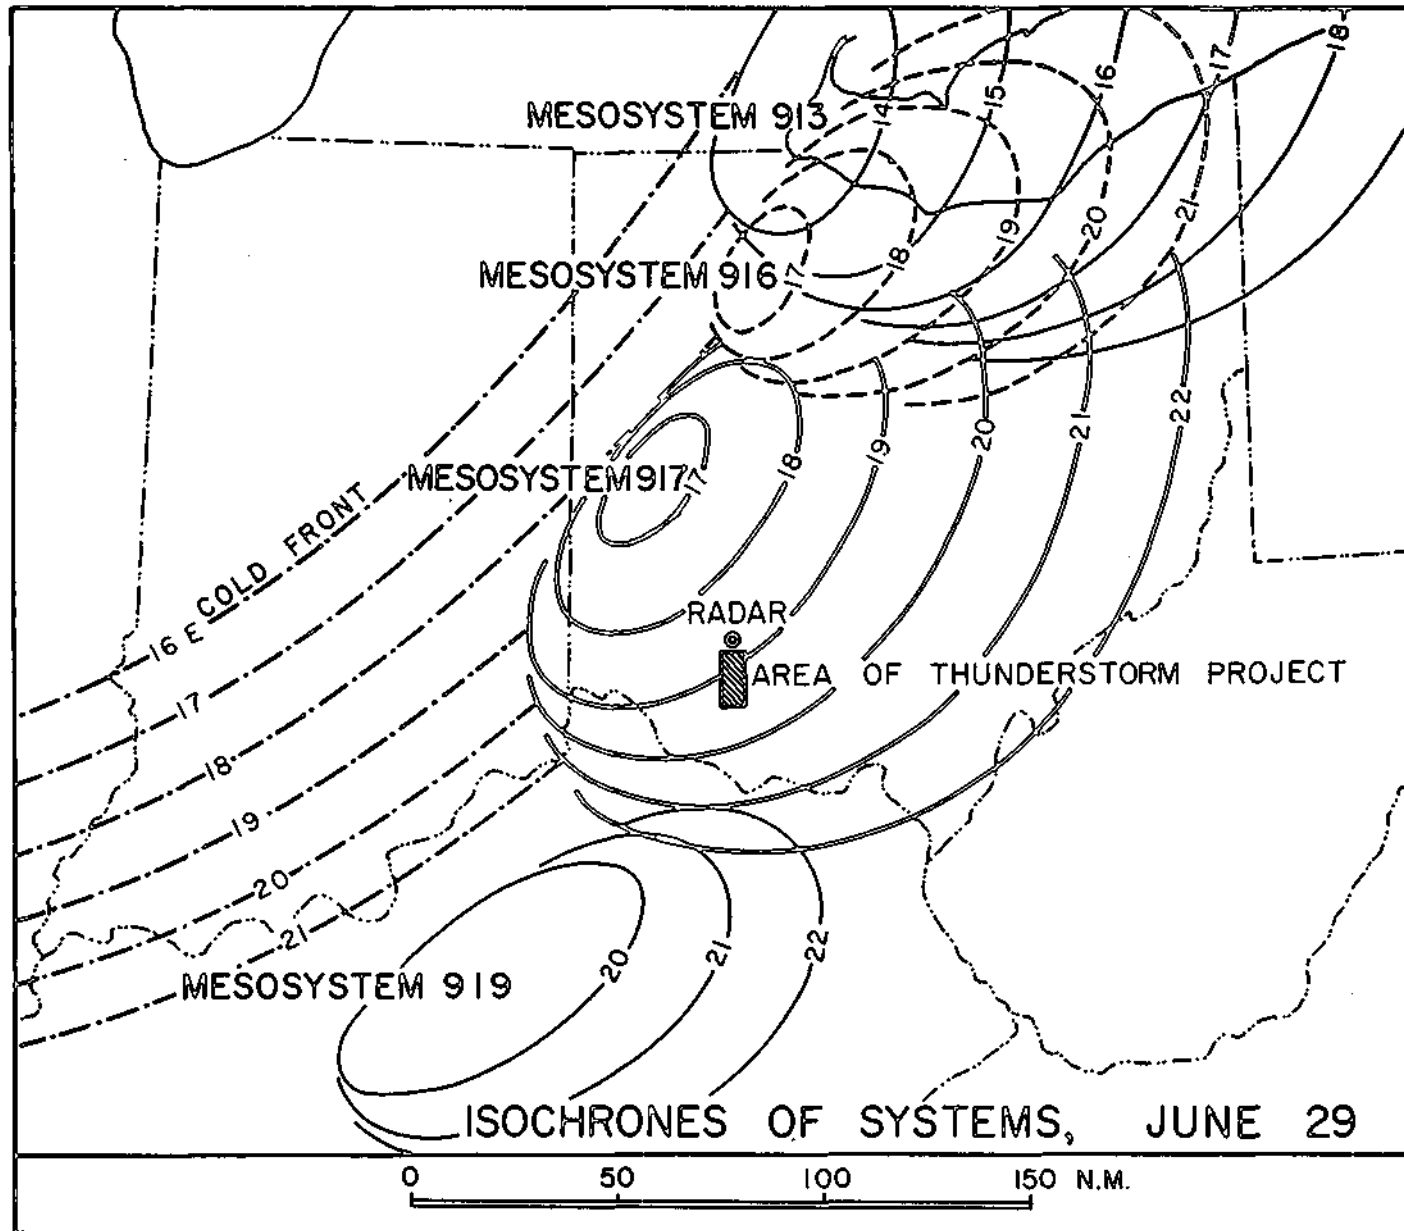 18
17
16
15
14
MESOSYSTEM 913
21
20
19
18
17
MESOSYSTEM 916
22
21
20
19
18
17
MESOSYSTEM 917
COLD FRONT
16 E
RADAR
AREA OF THUNDERSTORM PROJECT
17
18
19
20
21
20
21
22
MESOSYSTEM 919
ISOCHRONES OF SYSTEMS, JUNE 29
0 50 100 150 N.M.